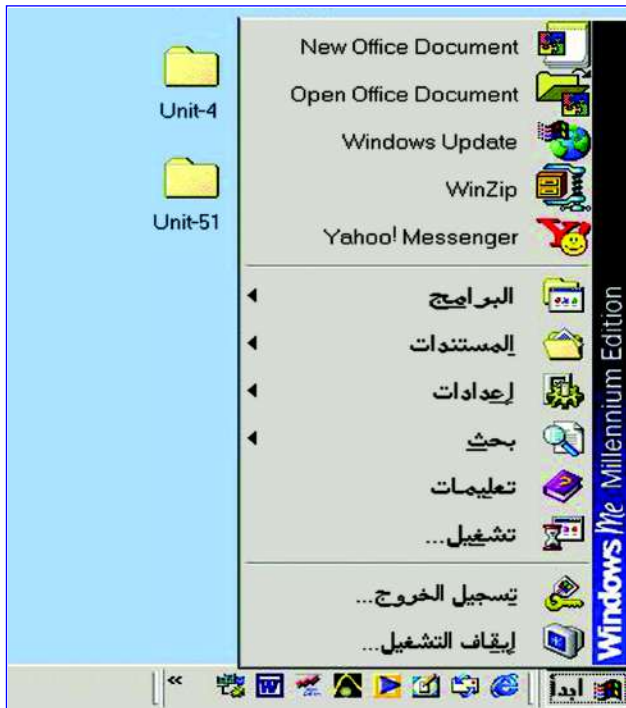 Unit-4
Unit-51
New Office Document
Open Office Document
Windows Update
WinZip
Yahoo! Messenger
البرامج
المستندات
إعدادات
بحث
تعليمات
تشغيل...
تسجيل الخروج...
إيقاف التشغيل...
Windows Me Millennium Edition
«
ابدأ